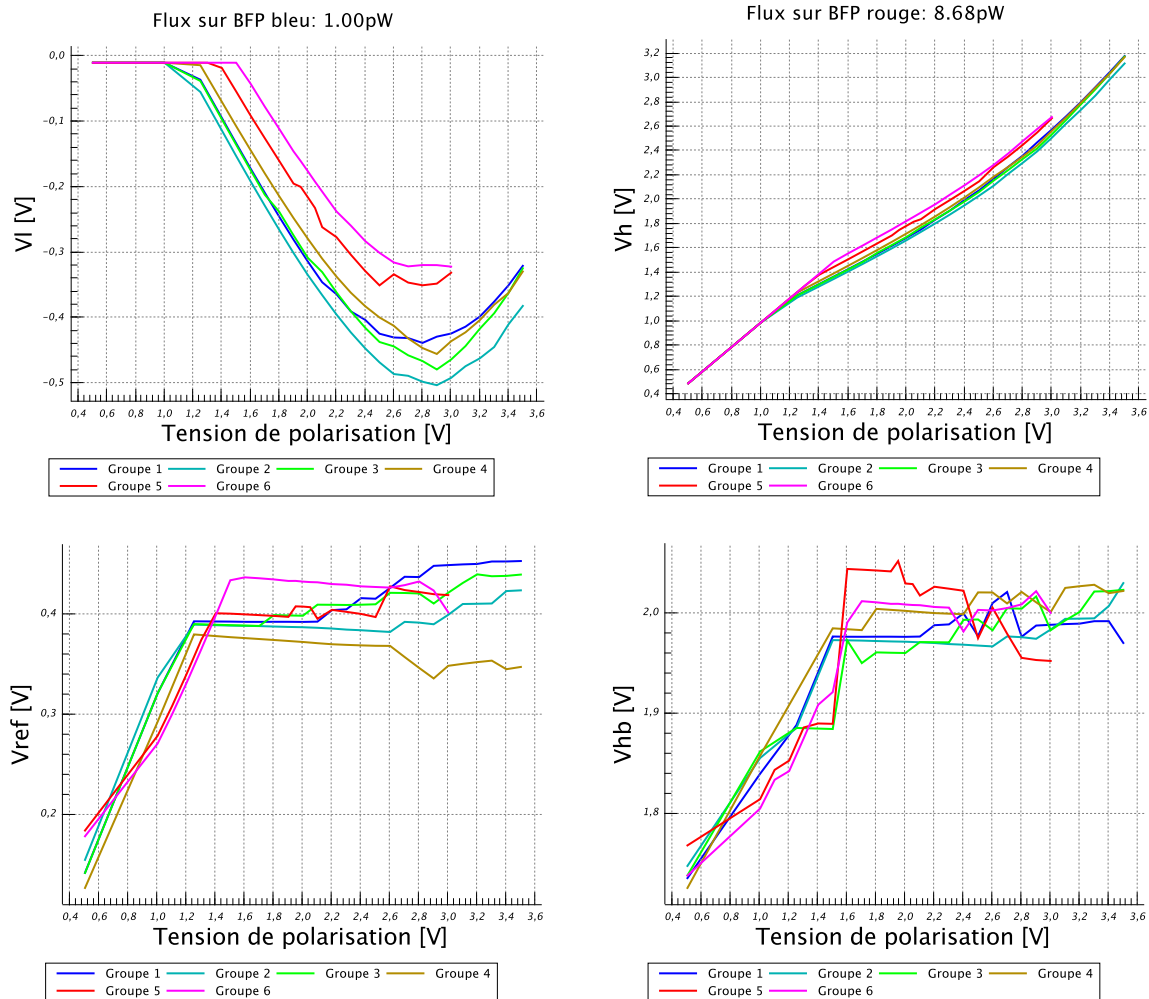 Flux sur BFP bleu: 1.00pW
Vl [V]
0,0
−0,1
−0,2
−0,3
−0,4
−0,5
0,4 0,6 0,8 1,0 1,2 1,4 1,6 1,8 2,0 2,2 2,4 2,6 2,8 3,0 3,2 3,4 3,6
Tension de polarisation [V]
Groupe 1 Groupe 2 Groupe 3 Groupe 4
Groupe 5 Groupe 6
Flux sur BFP rouge: 8.68pW
Vh [V]
3,2
3,0
2,8
2,6
2,4
2,2
2,0
1,8
1,6
1,4
1,2
1,0
0,8
0,6
0,4
0,4 0,6 0,8 1,0 1,2 1,4 1,6 1,8 2,0 2,2 2,4 2,6 2,8 3,0 3,2 3,4 3,6
Tension de polarisation [V]
Groupe 1 Groupe 2 Groupe 3 Groupe 4
Groupe 5 Groupe 6
Vref [V]
0,4
0,3
0,2
0,4 0,6 0,8 1,0 1,2 1,4 1,6 1,8 2,0 2,2 2,4 2,6 2,8 3,0 3,2 3,4 3,6
Tension de polarisation [V]
Groupe 1 Groupe 2 Groupe 3 Groupe 4
Groupe 5 Groupe 6
Vhb [V]
2,0
1,9
1,8
0,4 0,6 0,8 1,0 1,2 1,4 1,6 1,8 2,0 2,2 2,4 2,6 2,8 3,0 3,2 3,4 3,6
Tension de polarisation [V]
Groupe 1 Groupe 2 Groupe 3 Groupe 4
Groupe 5 Groupe 6